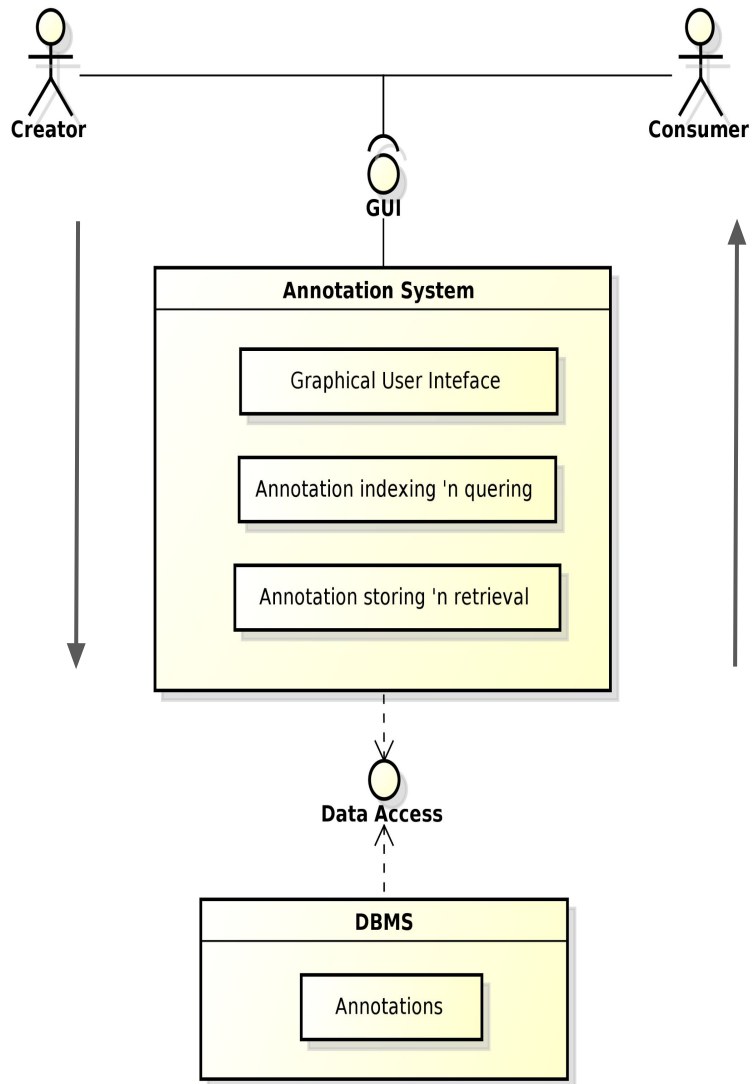 Creator
Consumer
GUI
Annotation System
Graphical User Inteface
Annotation indexing 'n quering
Annotation storing 'n retrieval
Data Access
DBMS
Annotations